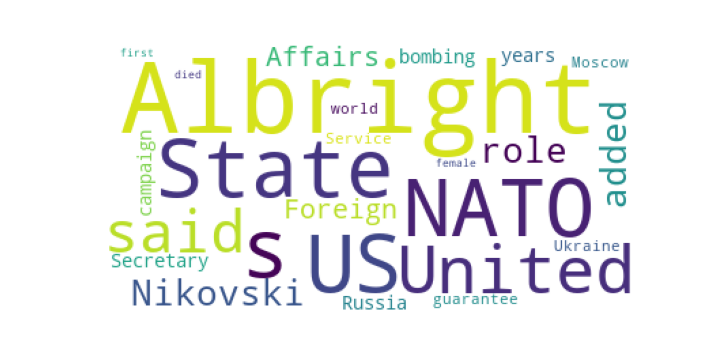 first
Affairs
bombing
years
Moscow
died
Albright
world
added
campaign
Service
role
State
female
Foreign
NATO
said
s
US
United
Ukraine
Secretary
Nikovski
Russia
guarantee